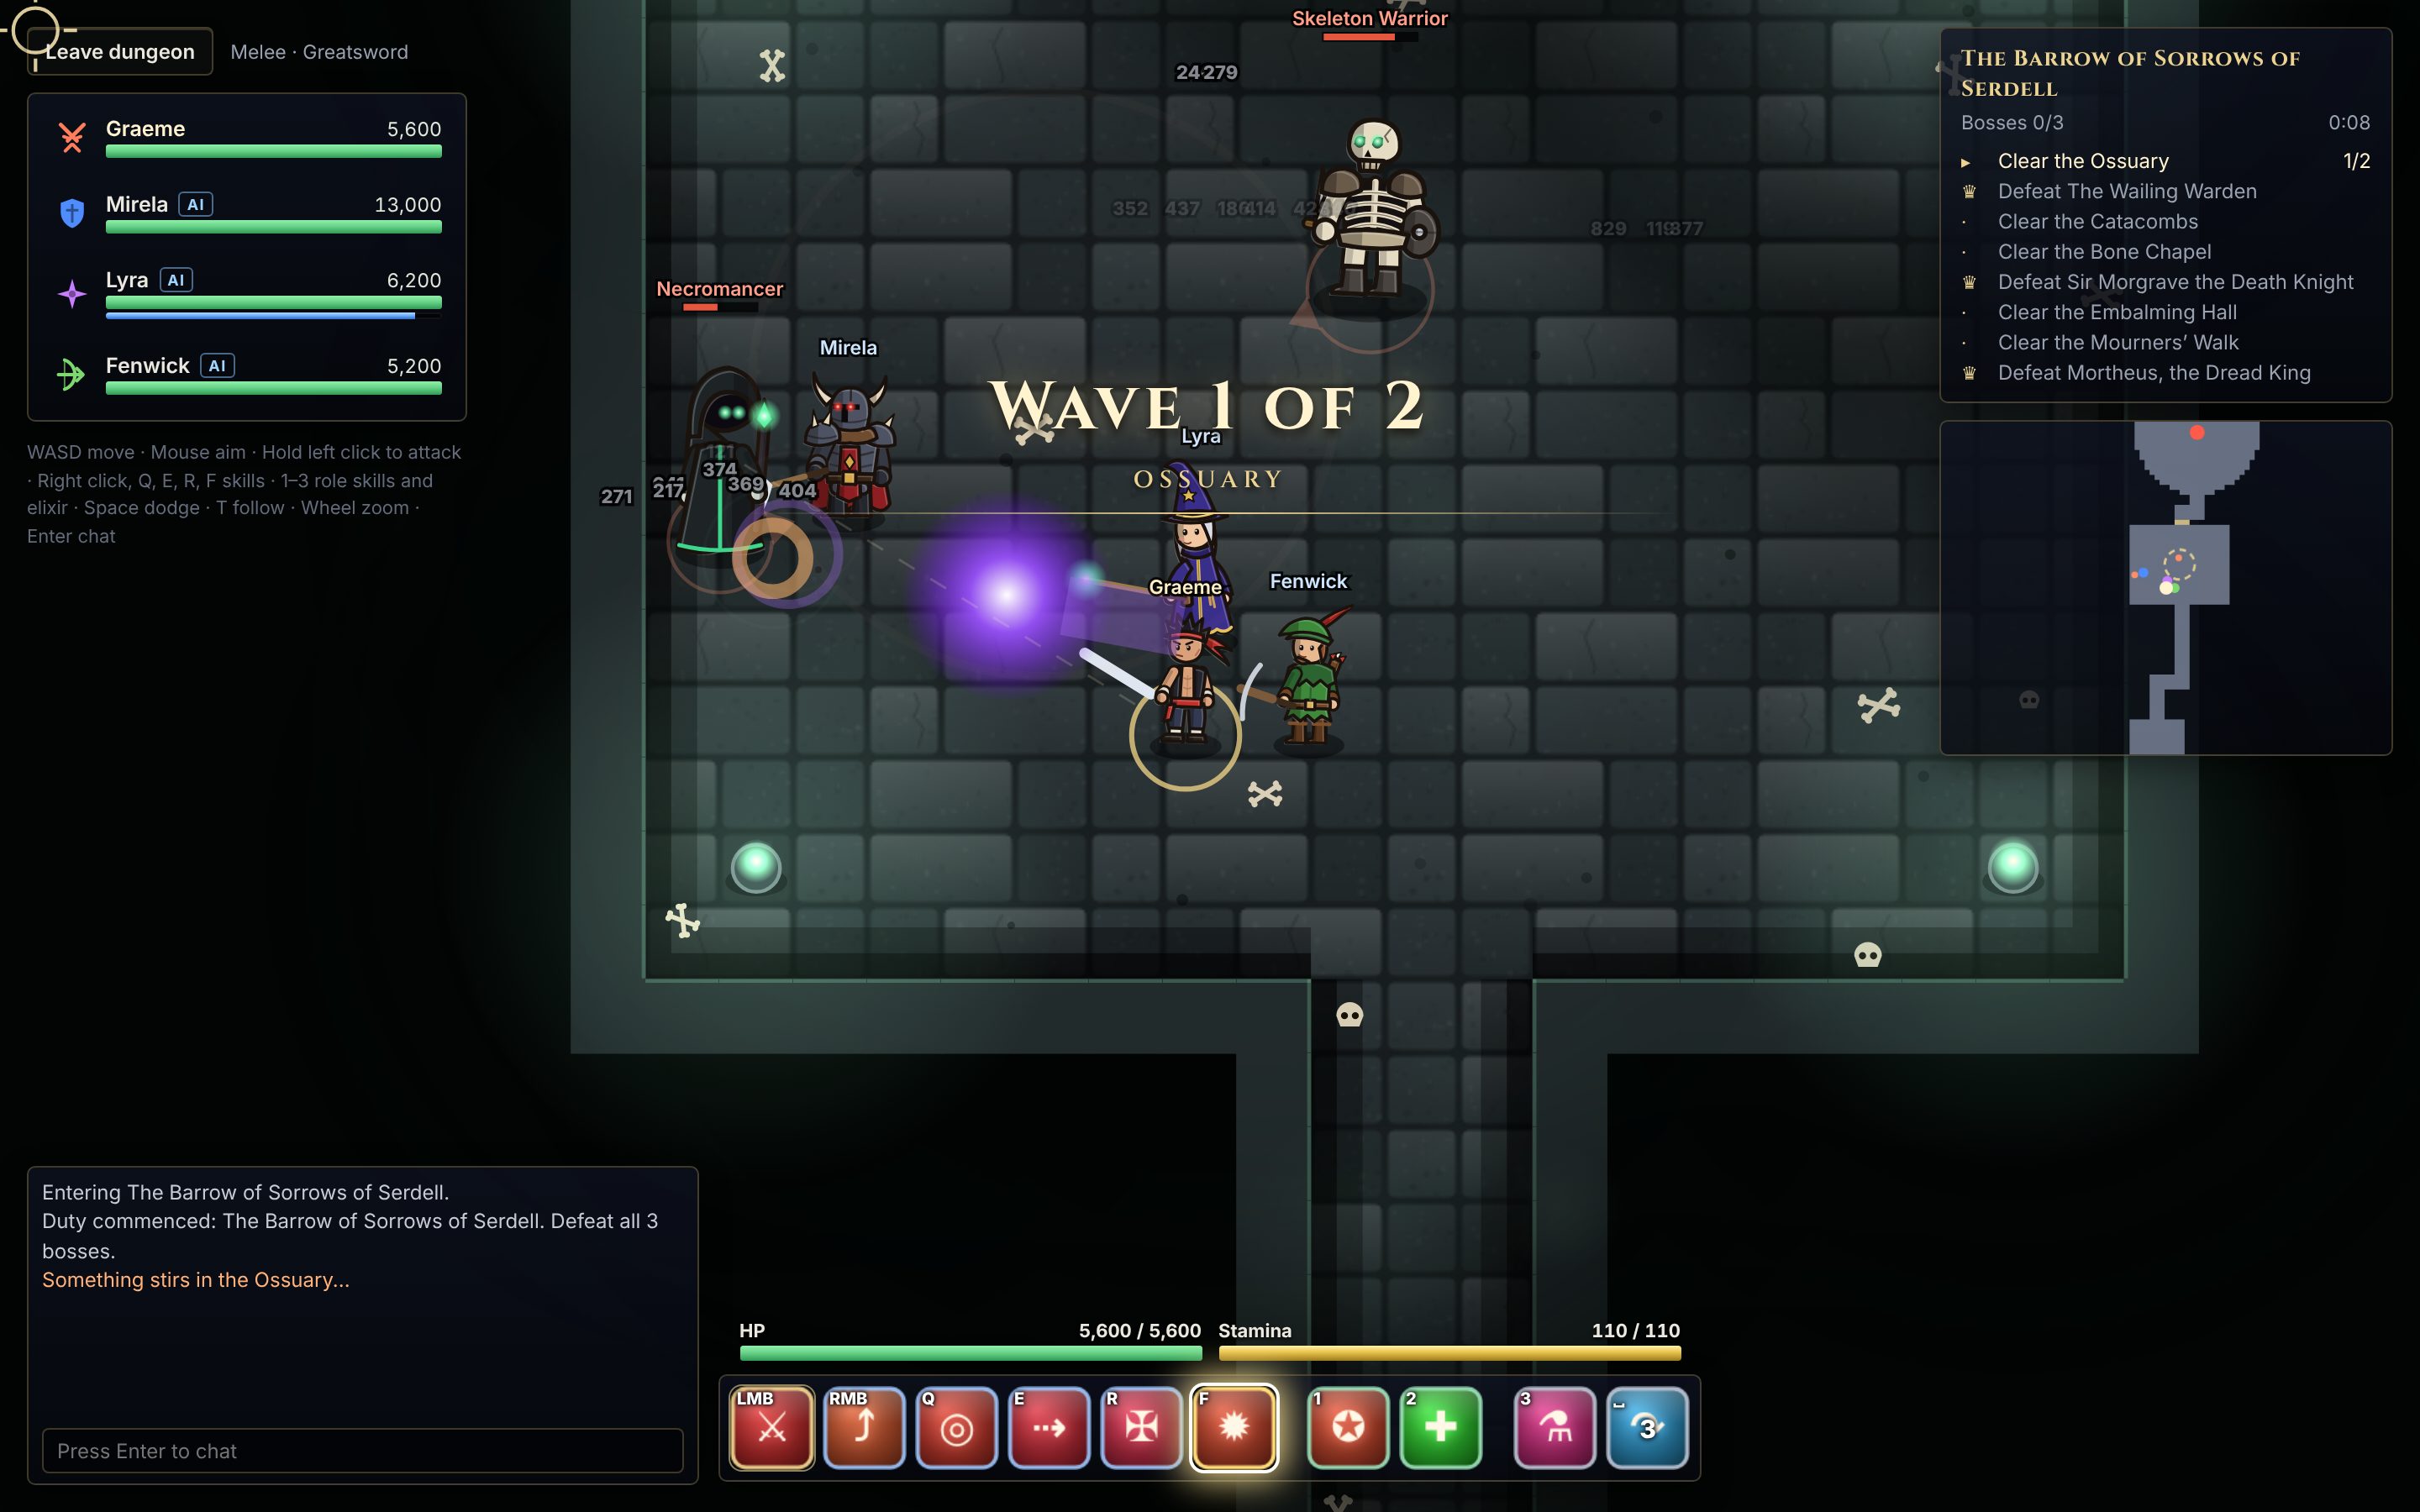 Leave dungeon
Melee · Greatsword
Graeme 5,600
Mirela AI 13,000
Lyra AI 6,200
Fenwick AI 5,200
WASD move · Mouse aim · Hold left click to attack
· Right click, Q, E, R, F skills · 1–3 role skills and
elixir · Space dodge · T follow · Wheel zoom ·
Enter chat
Skeleton Warrior
279
352 437
829
Necromancer
Mirela
Wave 1 of 2
Lyra
OSSUARY
374
271 217 369 404
Graeme
Fenwick
The Barrow of Sorrows of
Serdell
Bosses 0/3 0:08
Clear the Ossuary 1/2
Defeat The Wailing Warden
Clear the Catacombs
Clear the Bone Chapel
Defeat Sir Morgrave the Death Knight
Clear the Embalming Hall
Clear the Mourners’ Walk
Defeat Mortheus, the Dread King
Entering The Barrow of Sorrows of Serdell.
Duty commenced: The Barrow of Sorrows of Serdell. Defeat all 3
bosses.
Something stirs in the Ossuary...
Press Enter to chat
HP 5,600 / 5,600 Stamina 110 / 110
LMB RMB Q E R F 1 2 3
3